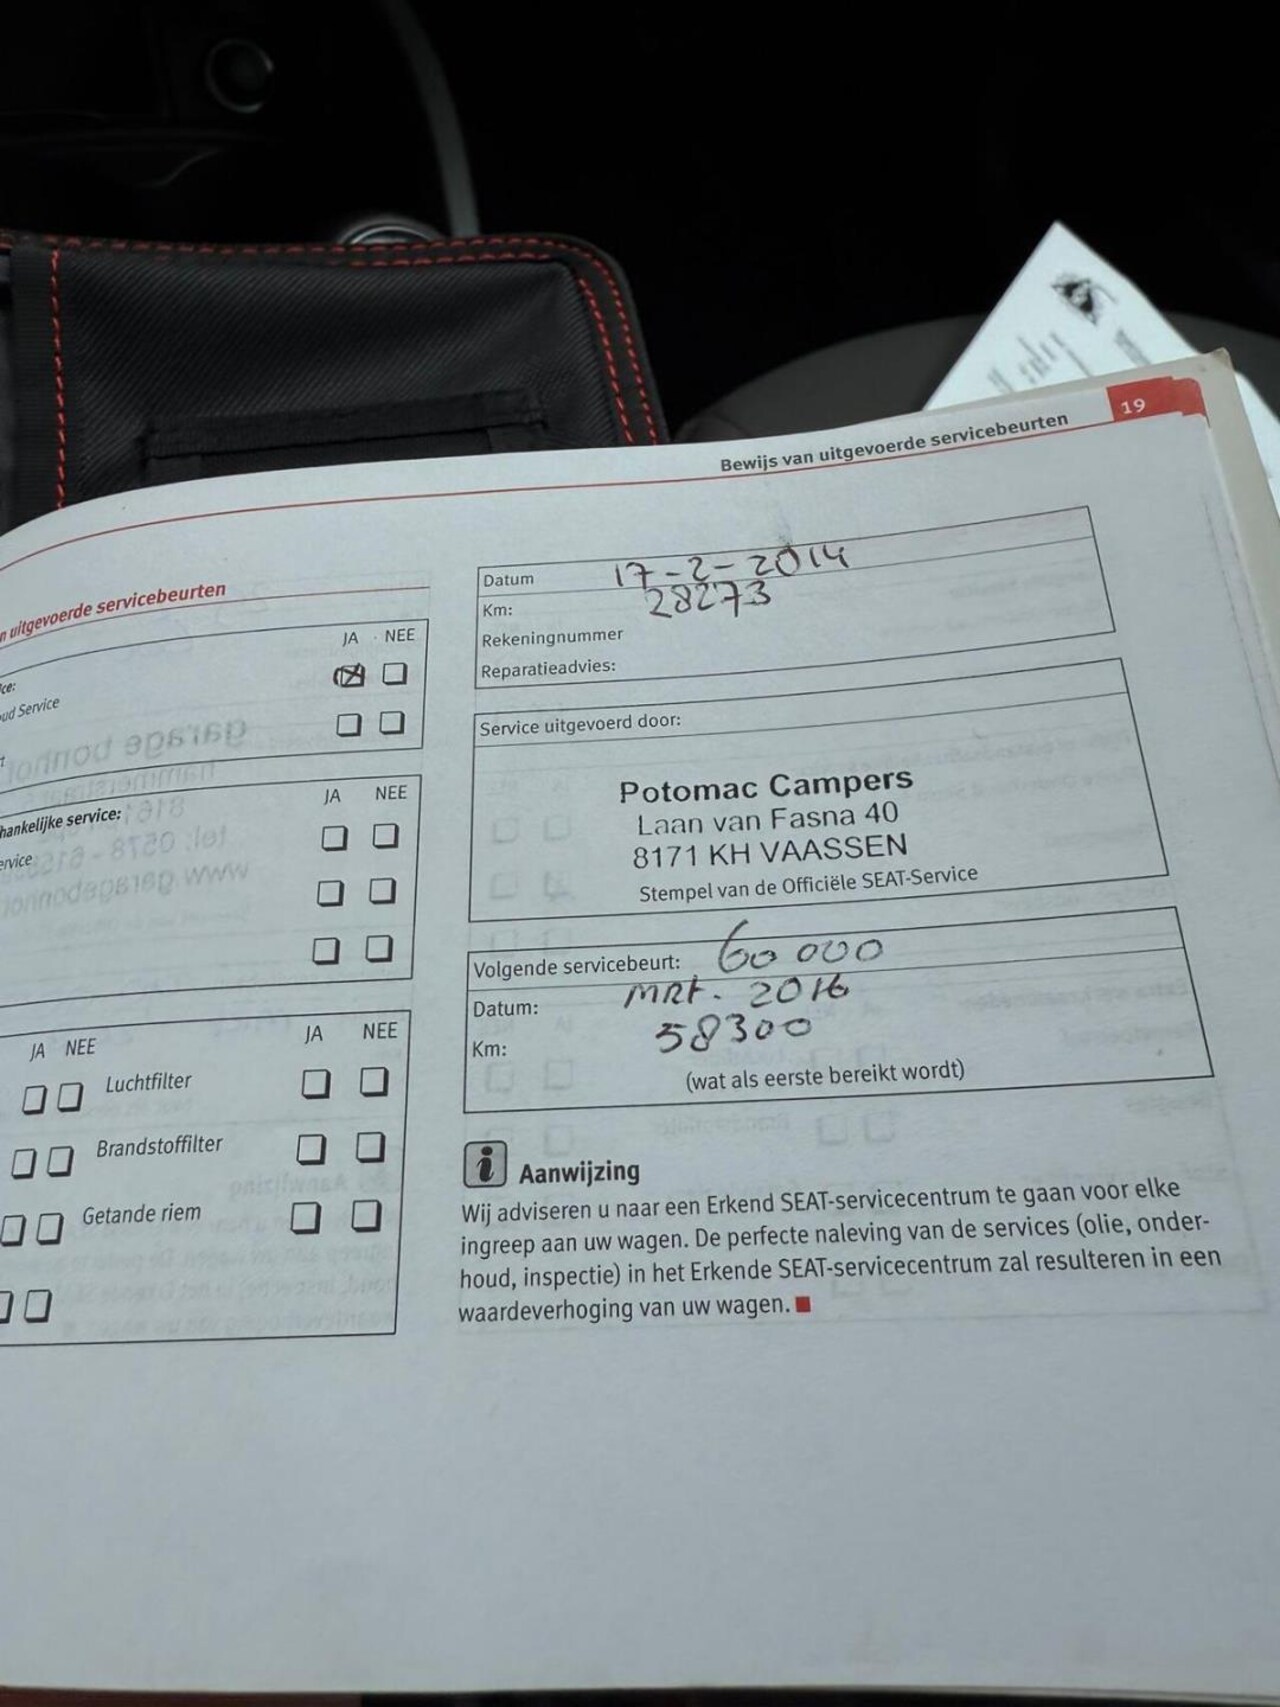 19
Bewijs van uitgevoerde servicebeurten
n uitgevoerde servicebeurten
JA NEE
ce:
ud Service
hankelijke service:
JA NEE
ervice
JA NEE
JA NEE
Luchtfilter
Brandstoffilter
Getande riem
Datum 17-2-2014
Km: 28273
Rekeningnummer
Reparatieadvies:
Service uitgevoerd door:
Potomac Campers
Laan van Fasna 40
8171 KH VAASSEN
Stempel van de Officiële SEAT-Service
Volgende servicebeurt: 60 000
Datum: MRt. 2016
Km: 58300
(wat als eerste bereikt wordt)
i Aanwijzing
Wij adviseren u naar een Erkend SEAT-servicecentrum te gaan voor elke
ingreep aan uw wagen. De perfecte naleving van de services (olie, onder-
houd, inspectie) in het Erkende SEAT-servicecentrum zal resulteren in een
waardeverhoging van uw wagen.